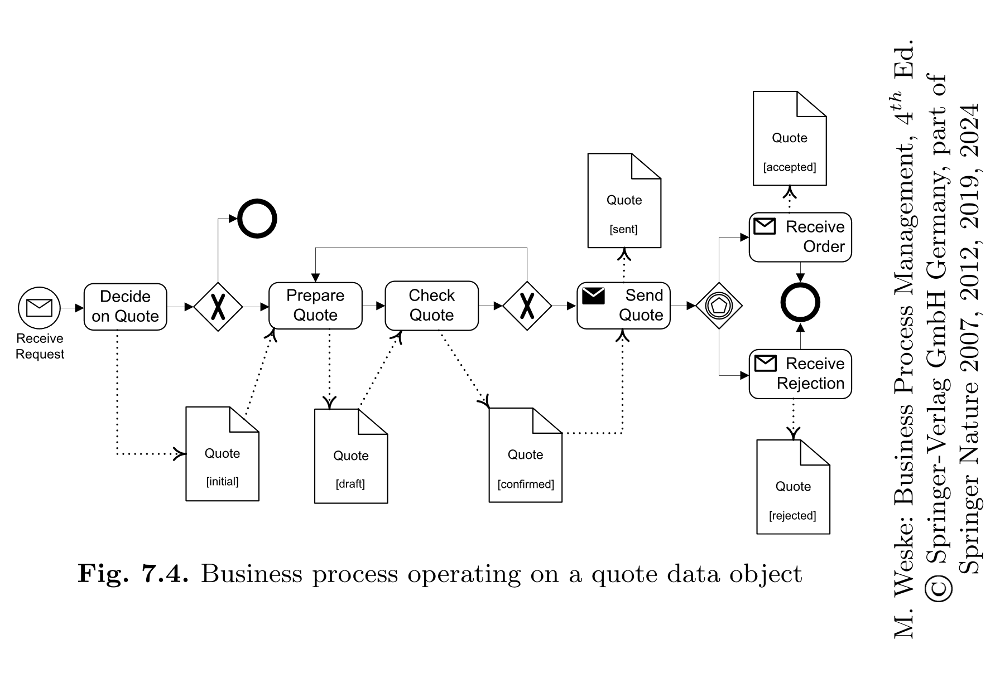 Receive
Request
Decide
on Quote
Prepare
Quote
Check
Quote
Send
Quote
Receive
Order
Receive
Rejection
Quote
[initial]
Quote
[draft]
Quote
[confirmed]
Quote
[sent]
Quote
[accepted]
Quote
[rejected]
Fig. 7.4. Business process operating on a quote data object
M. Weske: Business Process Management, 4th Ed.
© Springer-Verlag GmbH Germany, part of
Springer Nature 2007, 2012, 2019, 2024